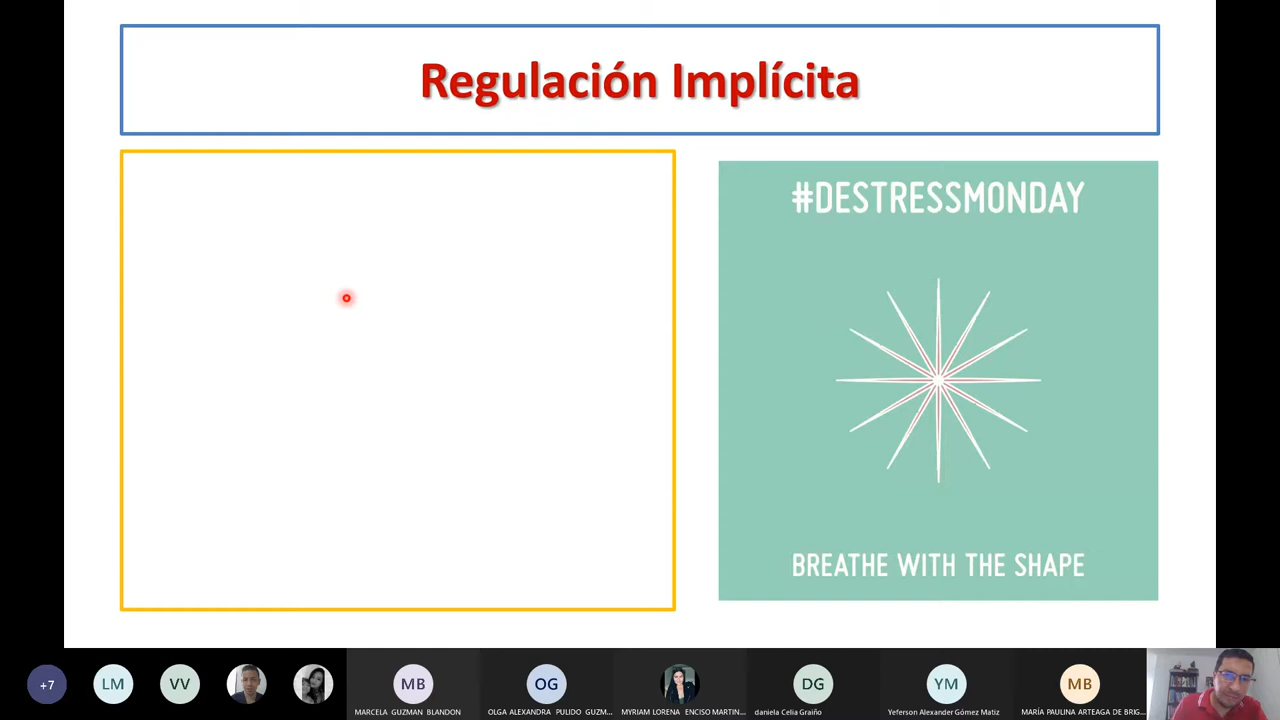 Regulación Implícita
#DESTRESSMONDAY
BREATHE WITH THE SHAPE
+7
LM
VV
MB
OG
DG
YM
MB
MARCELA GUZMAN BLANDON
OLGA ALEXANDRA PULIDO GUZM...
MYRIAM LORENA ENCISO MARTIN...
daniela Celia Graiño
Yeferson Alexander Gómez Matiz
MARÍA PAULINA ARTEAGA DE BRIG...